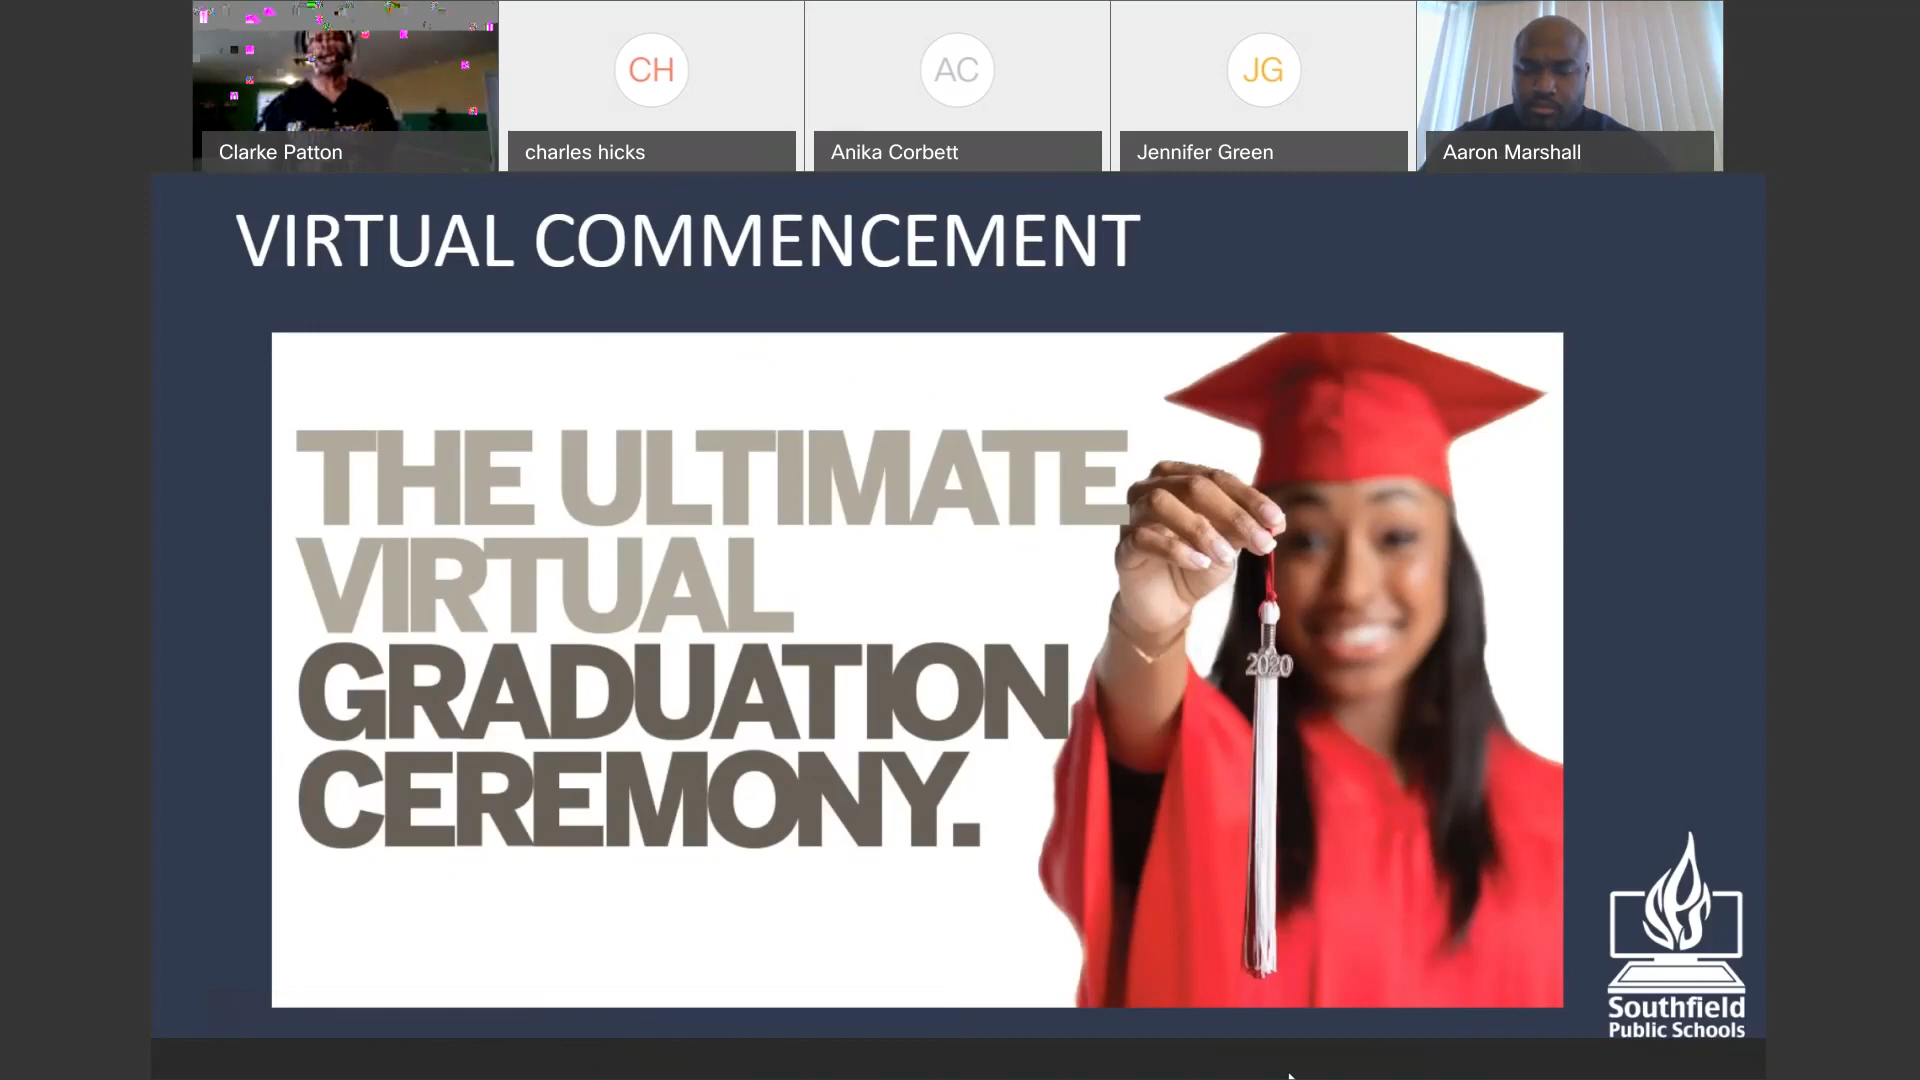 CH
AC
JG
Clarke Patton
charles hicks
Anika Corbett
Jennifer Green
Aaron Marshall
VIRTUAL COMMENCEMENT
THE ULTIMATE
VIRTUAL
GRADUATION
CEREMONY.
2020
SPS
Southfield
Public Schools